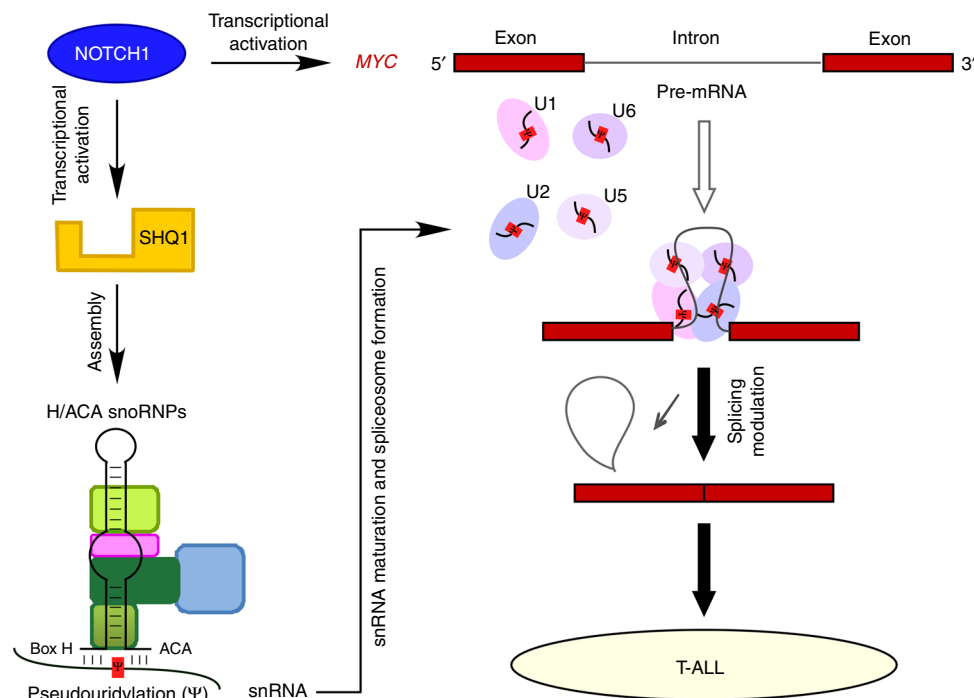 NOTCH1
Transcriptional
activation
MYC
5′
Exon
Intron
Exon
3′
Pre-mRNA
U1
U6
U2
U5
Transcriptional
activation
SHQ1
Assembly
H/ACA snoRNPs
Box H
ACA
Ψ
Pseudouridylation (Ψ)
snRNA
snRNA maturation and spliceosome formation
Ψ
Ψ
Ψ
Ψ
Ψ
Ψ
Ψ
Ψ
Splicing
modulation
T-ALL